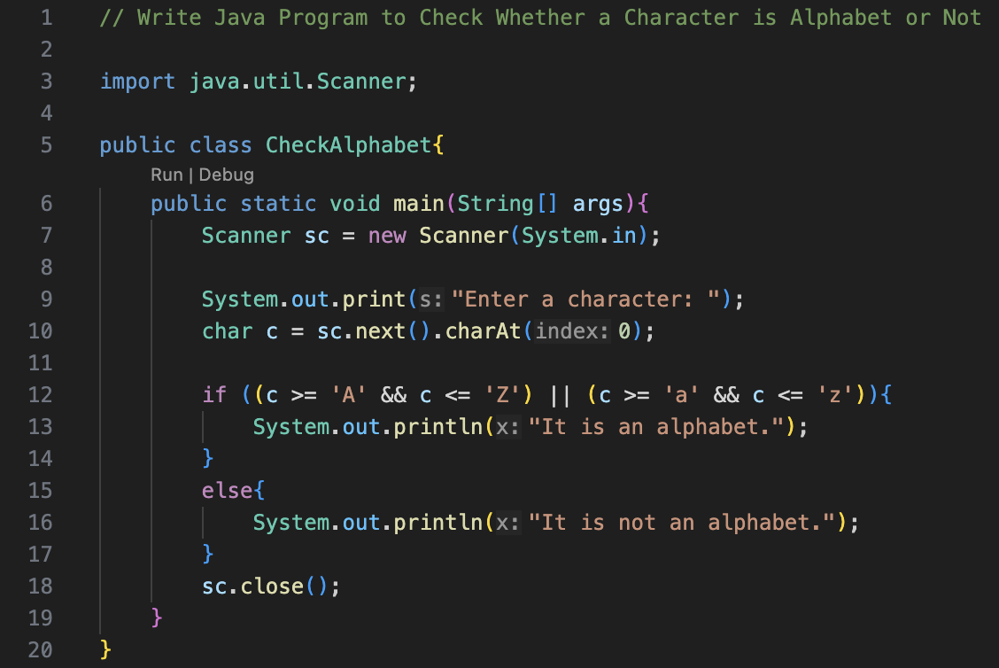 1 // Write Java Program to Check Whether a Character is Alphabet or Not
2
3 import java.util.Scanner;
4
5 public class CheckAlphabet{
Run | Debug
6 public static void main(String[] args){
7 Scanner sc = new Scanner(System.in);
8
9 System.out.print(s: "Enter a character: ");
10 char c = sc.next().charAt(index: 0);
11
12 if ((c >= 'A' && c <= 'Z') || (c >= 'a' && c <= 'z')){
13 System.out.println(x: "It is an alphabet.");
14 }
15 else{
16 System.out.println(x: "It is not an alphabet.");
17 }
18 sc.close();
19 }
20 }